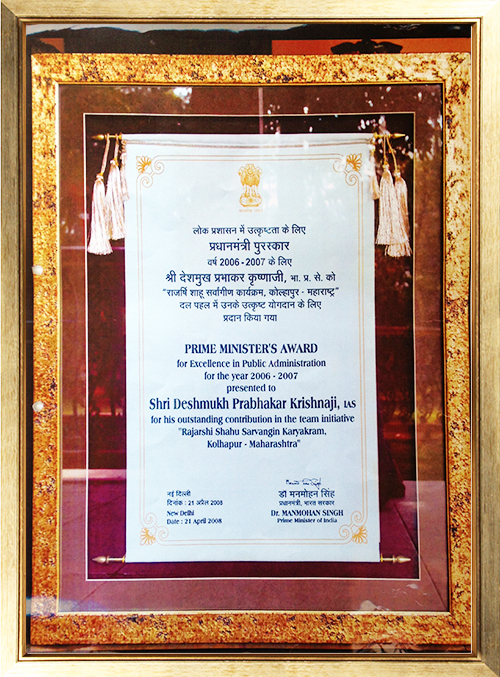 लोक प्रशासन में उत्कृष्टता के लिए
प्रधानमंत्री पुरस्कार
वर्ष 2006 - 2007 के लिए
श्री देशमुख प्रभाकर कृष्णाजी, भा. प्र. से. को
"राजर्षि शाहू सर्वांगीण कार्यक्रम, कोल्हापुर - महाराष्ट्र"
दल पहल में उनके उत्कृष्ट योगदान के लिए
प्रदान किया गया
PRIME MINISTER'S AWARD
for Excellence in Public Administration
for the year 2006 - 2007
presented to
Shri Deshmukh Prabhakar Krishnaji, IAS
for his outstanding contribution in the team initiative
"Rajarshi Shahu Sarvangin Karyakram,
Kolhapur - Maharashtra"
नई दिल्ली
दिनांक : 21 अप्रैल 2008
New Delhi
Date : 21 April 2008
डॉ मनमोहन सिंह
प्रधानमंत्री, भारत सरकार
Dr. MANMOHAN SINGH
Prime Minister of India